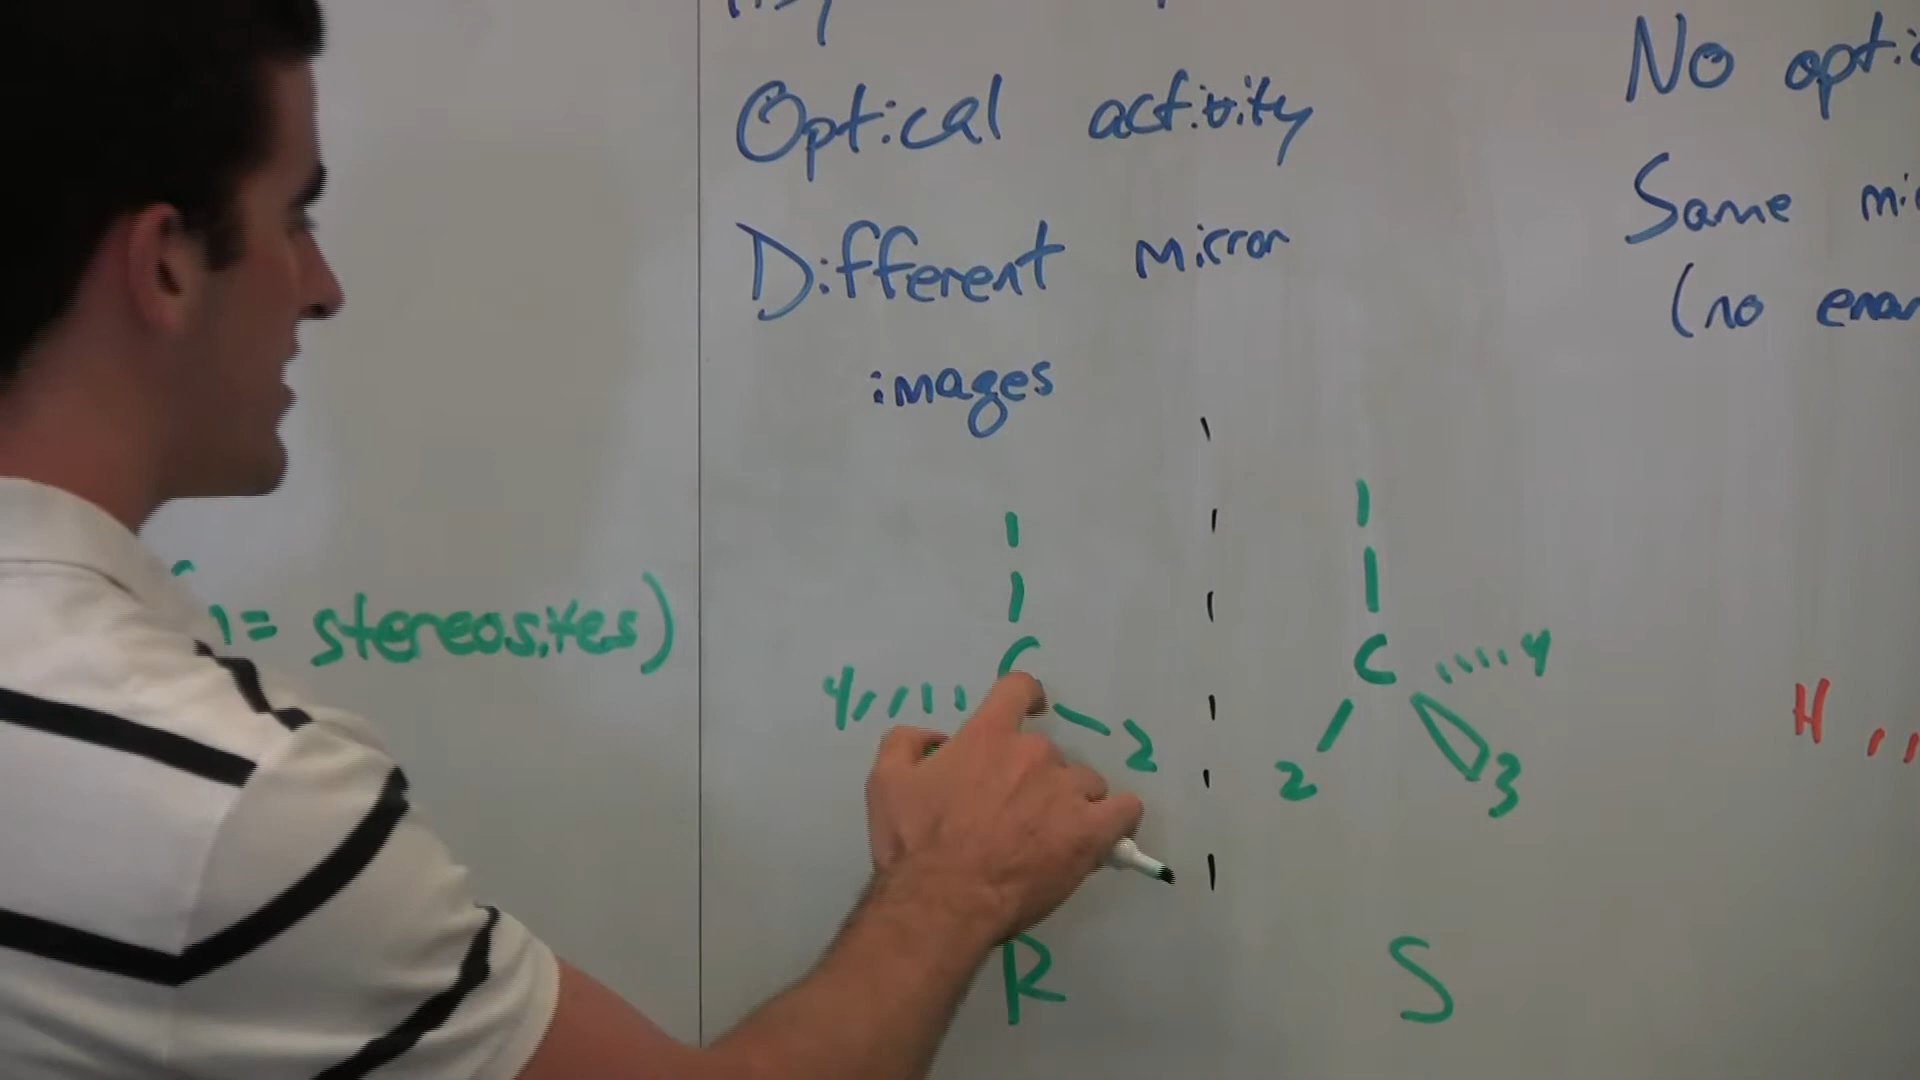 Optical activity
Different mirror
images
No opti
Same mi
(no enan
= stereosites)
1
C
4
2
1
C
4
2
3
H
R
S